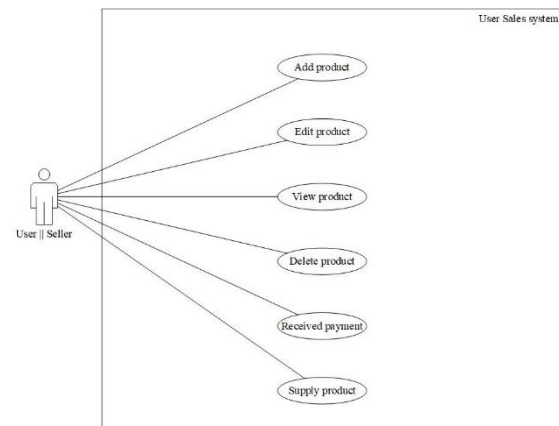 User Sales system
Add product
Edit product
View product
User || Seller
Delete product
Received payment
Supply product